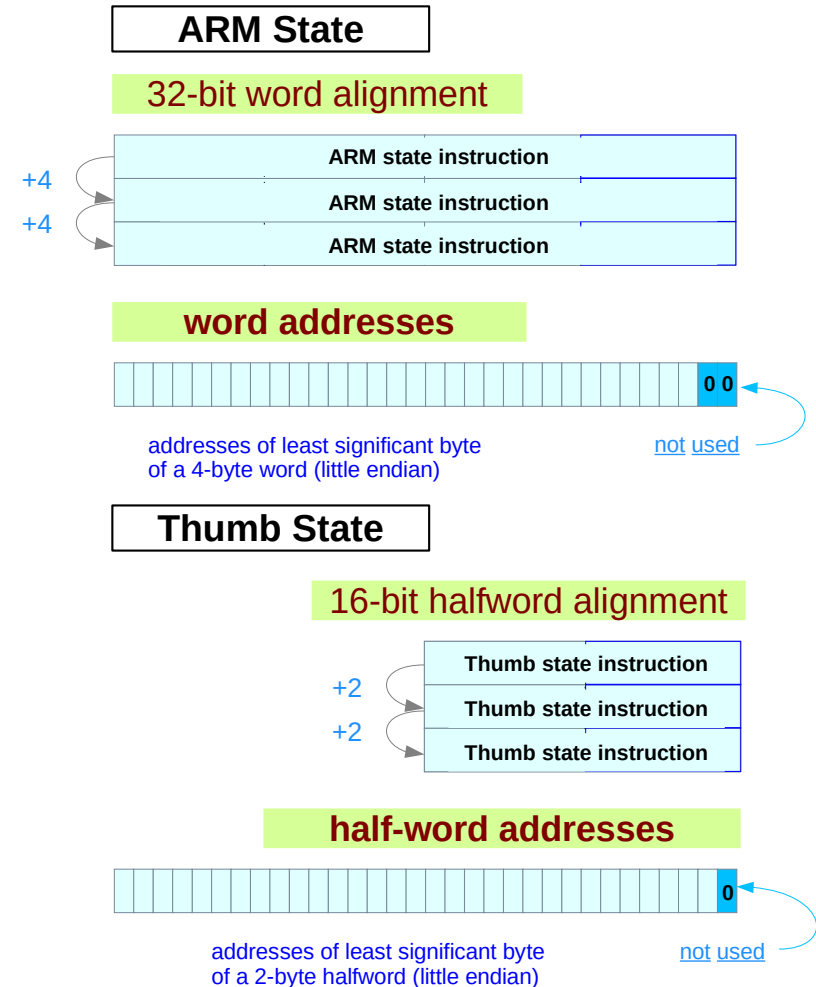 ARM State
32-bit word alignment
ARM state instruction
+4
ARM state instruction
+4
ARM state instruction
word addresses
0 0
addresses of least significant byte
of a 4-byte word (little endian)
not used
Thumb State
16-bit halfword alignment
Thumb state instruction
+2
Thumb state instruction
+2
Thumb state instruction
half-word addresses
0
addresses of least significant byte
of a 2-byte halfword (little endian)
not used